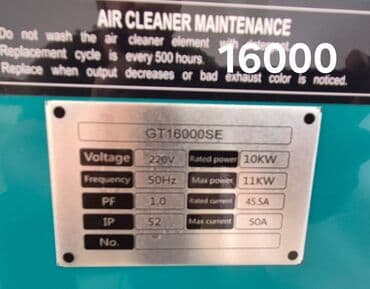 AIR CLEANER MAINTENANCE
Do not wash the air cleaner element with detergent.
Replacement cycle is every 500 hours.
Replace when output decreases or bad exhaust color is noticed.
16000
GT16000SE
Voltage 220V Rated power 10KW
Frequency 50Hz Max power 11KW
PF 1.0 Rated current 45.5A
IP 52 Max current 50A
No.